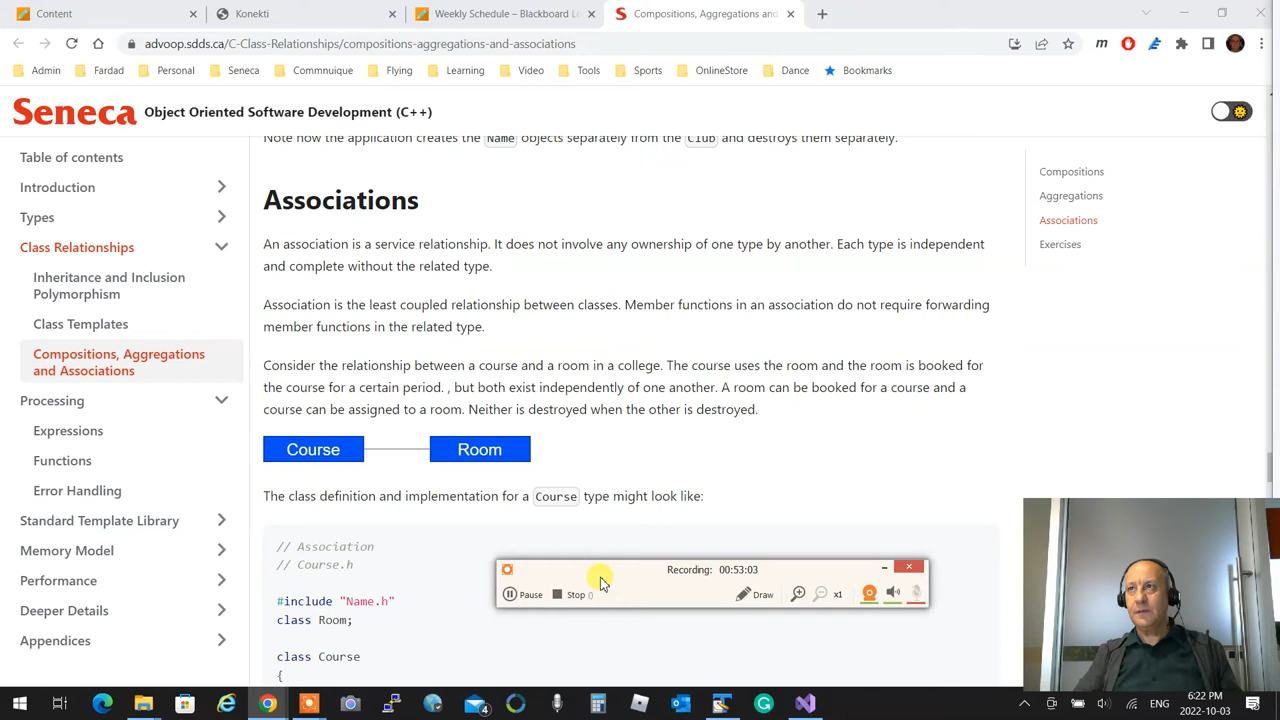 Content
Konekti
Weekly Schedule – Blackboard Le
Compositions, Aggregations and
advoop.sdds.ca/C-Class-Relationships/compositions-aggregations-and-associations
Admin
Fardad
Personal
Seneca
Commnuique
Flying
Learning
Video
Tools
Sports
OnlineStore
Dance
Bookmarks
Seneca
Object Oriented Software Development (C++)
Table of contents
Introduction
Types
Class Relationships
Inheritance and Inclusion
Polymorphism
Class Templates
Compositions, Aggregations
and Associations
Processing
Expressions
Functions
Error Handling
Standard Template Library
Memory Model
Performance
Deeper Details
Appendices
Note how the application creates the Name objects separately from the Club and destroys them separately.
Associations
An association is a service relationship. It does not involve any ownership of one type by another. Each type is independent
and complete without the related type.
Association is the least coupled relationship between classes. Member functions in an association do not require forwarding
member functions in the related type.
Consider the relationship between a course and a room in a college. The course uses the room and the room is booked for
the course for a certain period. , but both exist independently of one another. A room can be booked for a course and a
course can be assigned to a room. Neither is destroyed when the other is destroyed.
Course
Room
The class definition and implementation for a Course type might look like:
// Association
// Course.h
#include "Name.h"
class Room;
class Course
{
Compositions
Aggregations
Associations
Exercises
Recording: 00:53:03
Pause
Stop
Draw
x1
4
ENG
6:22 PM
2022-10-03